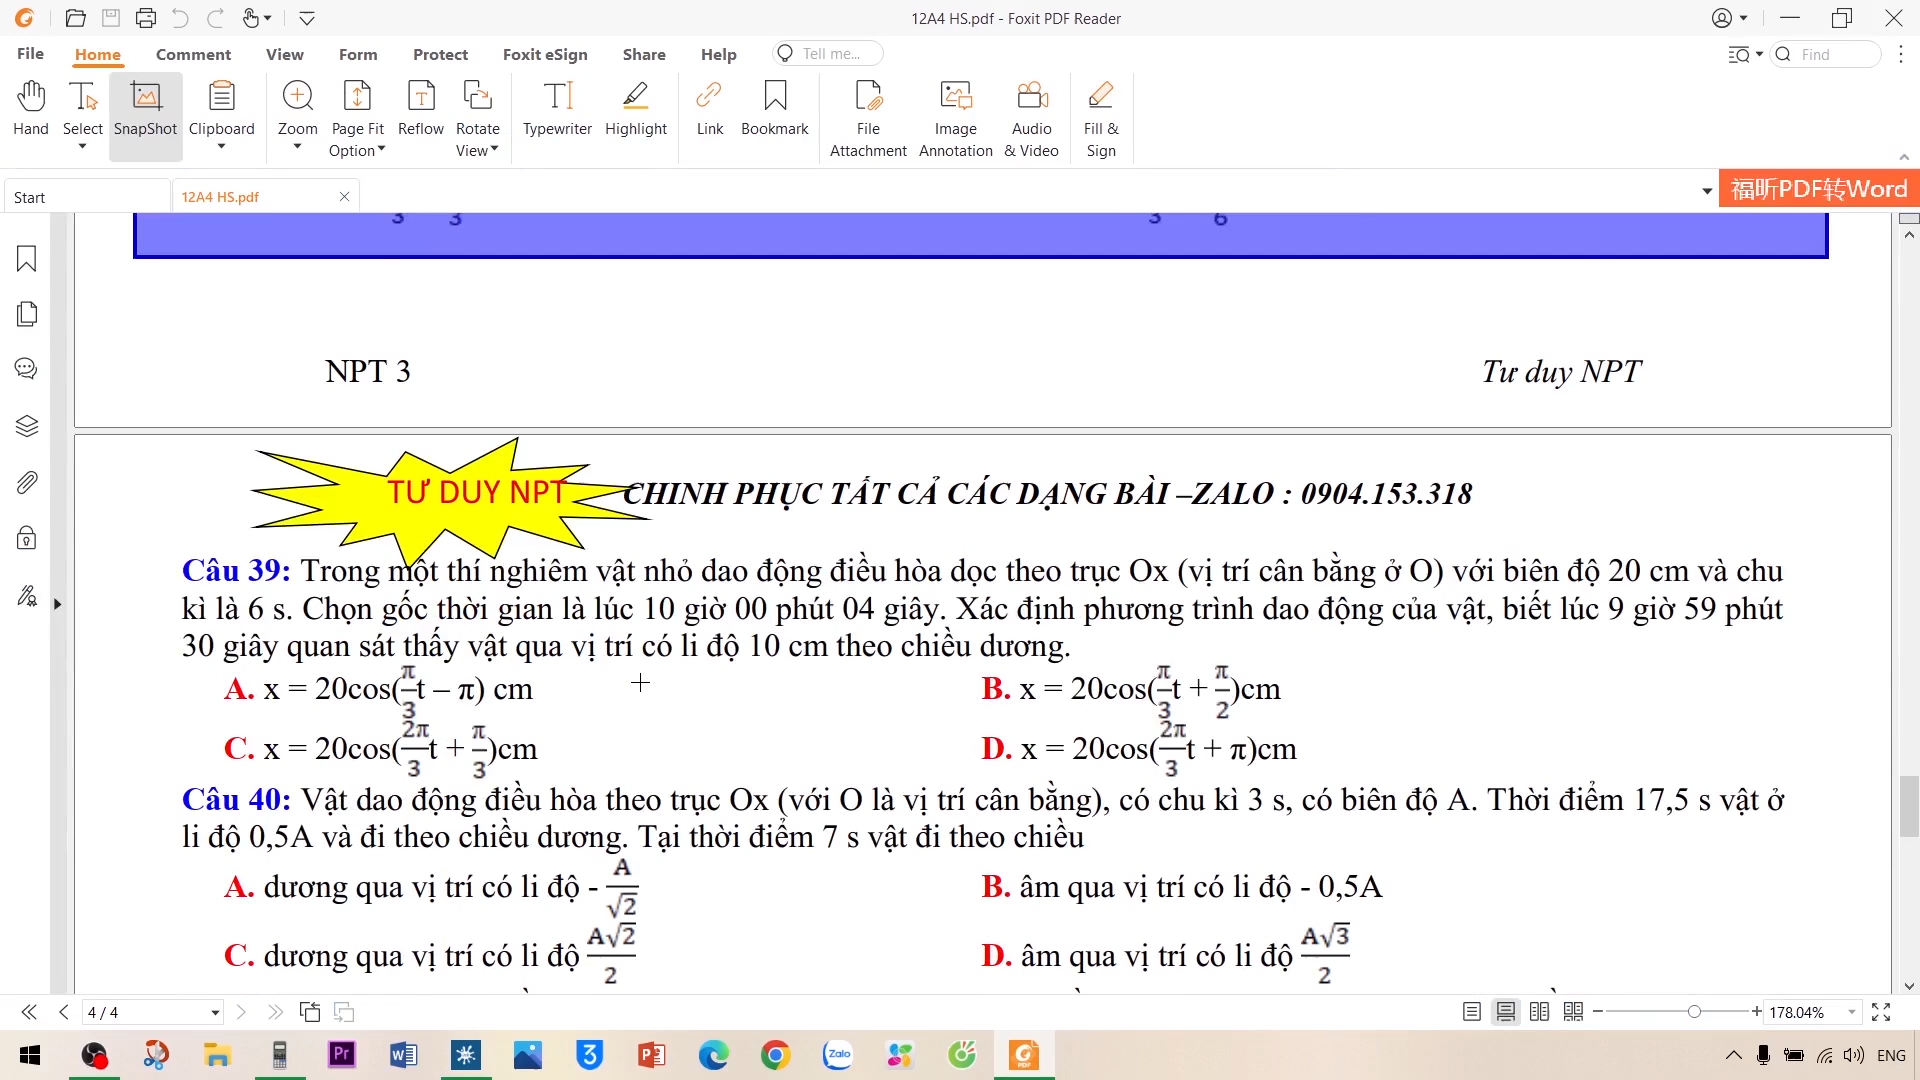 12A4 HS.pdf - Foxit PDF Reader
File Home Comment View Form Protect Foxit eSign Share Help Tell me... Find
Hand Select SnapShot Clipboard Zoom Page Fit Option Reflow Rotate View Typewriter Highlight Link Bookmark File Attachment Image Annotation Audio & Video Fill & Sign
Start 12A4 HS.pdf 福昕PDF转Word
3 3 3 6
NPT 3 Tư duy NPT
TƯ DUY NPT CHINH PHỤC TẤT CẢ CÁC DẠNG BÀI –ZALO : 0904.153.318
Câu 39: Trong một thí nghiêm vật nhỏ dao động điều hòa dọc theo trục Ox (vị trí cân bằng ở O) với biên độ 20 cm và chu
kì là 6 s. Chọn gốc thời gian là lúc 10 giờ 00 phút 04 giây. Xác định phương trình dao động của vật, biết lúc 9 giờ 59 phút
30 giây quan sát thấy vật qua vị trí có li độ 10 cm theo chiều dương.
A. x = 20cos(π/3 t – π) cm B. x = 20cos(π/3 t + π/2)cm
C. x = 20cos(2π/3 t + π/3)cm D. x = 20cos(2π/3 t + π)cm
Câu 40: Vật dao động điều hòa theo trục Ox (với O là vị trí cân bằng), có chu kì 3 s, có biên độ A. Thời điểm 17,5 s vật ở
li độ 0,5A và đi theo chiều dương. Tại thời điểm 7 s vật đi theo chiều
A. dương qua vị trí có li độ - A/√2 B. âm qua vị trí có li độ - 0,5A
C. dương qua vị trí có li độ A√2/2 D. âm qua vị trí có li độ A√3/2
4 / 4 178.04%
Pr Zalo PDF ENG